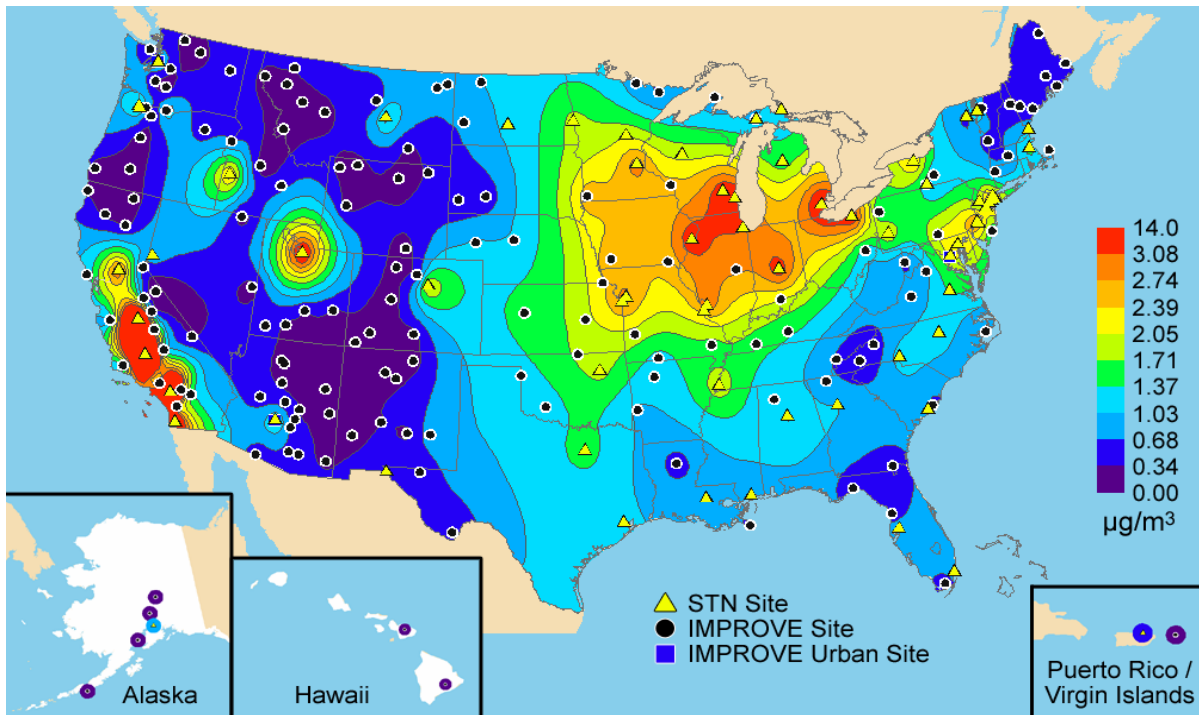 14.0
3.08
2.74
2.39
2.05
1.71
1.37
1.03
0.68
0.34
0.00
µg/m³
STN Site
IMPROVE Site
IMPROVE Urban Site
Alaska
Hawaii
Puerto Rico /
Virgin Islands